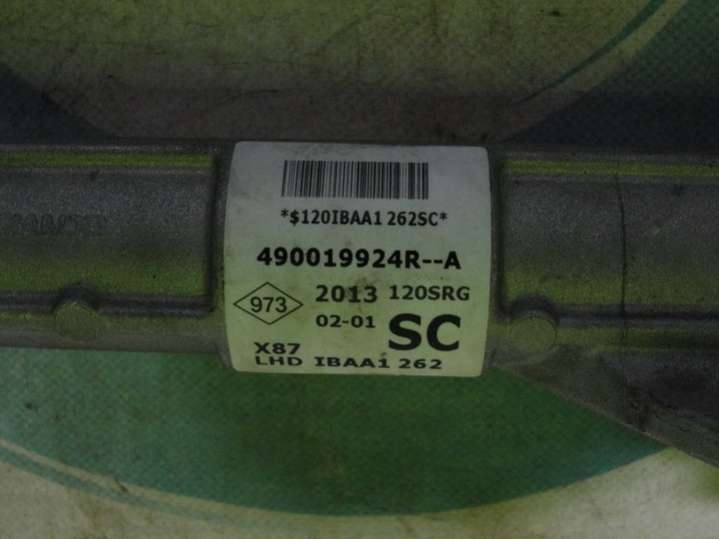 *$120IBAA1 262SC*
490019924R--A
973 2013 120SRG
02-01 SC
X87
LHD IBAA1 262